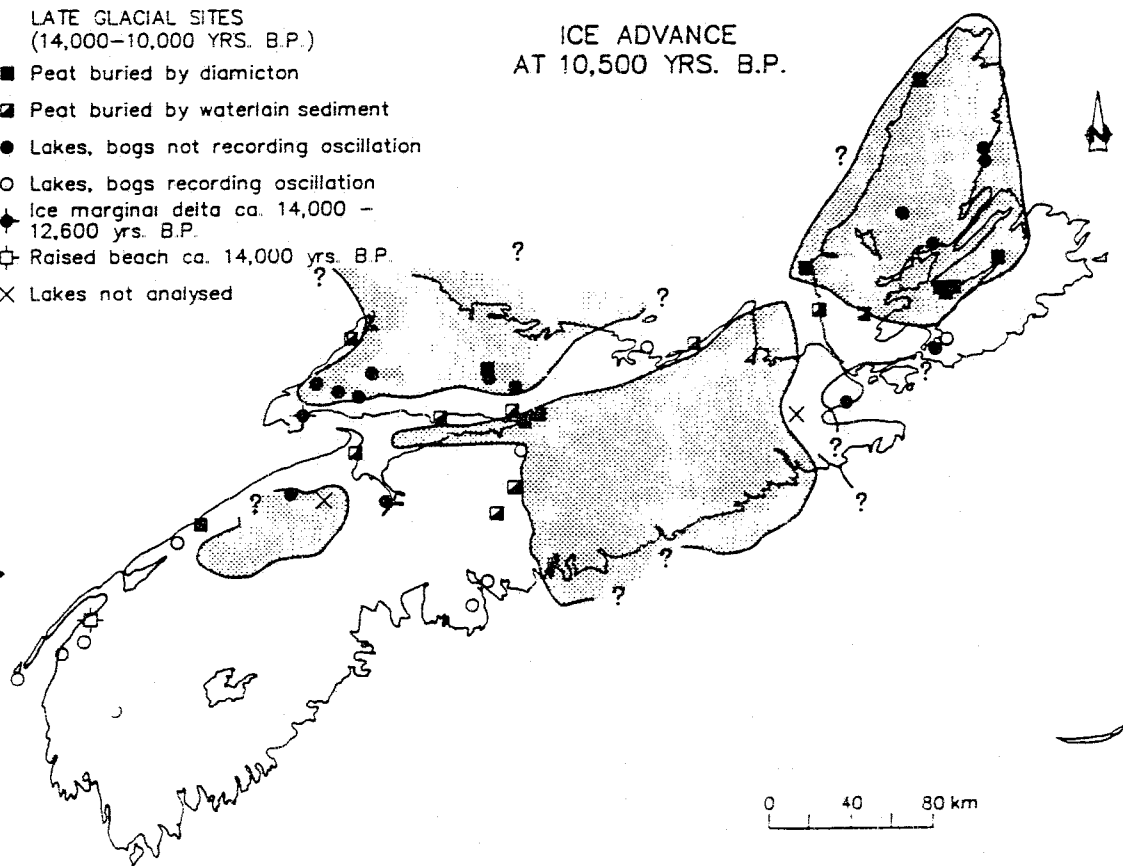 LATE GLACIAL SITES
(14,000–10,000 YRS. B.P.)
Peat buried by diamicton
Peat buried by waterlain sediment
Lakes, bogs not recording oscillation
Lakes, bogs recording oscillation
Ice marginal delta ca. 14,000 –
12,600 yrs. B.P.
Raised beach ca. 14,000 yrs. B.P.
Lakes not analysed
ICE ADVANCE
AT 10,500 YRS. B.P.
N
?
?
?
?
?
?
?
?
?
?
0 40 80 km